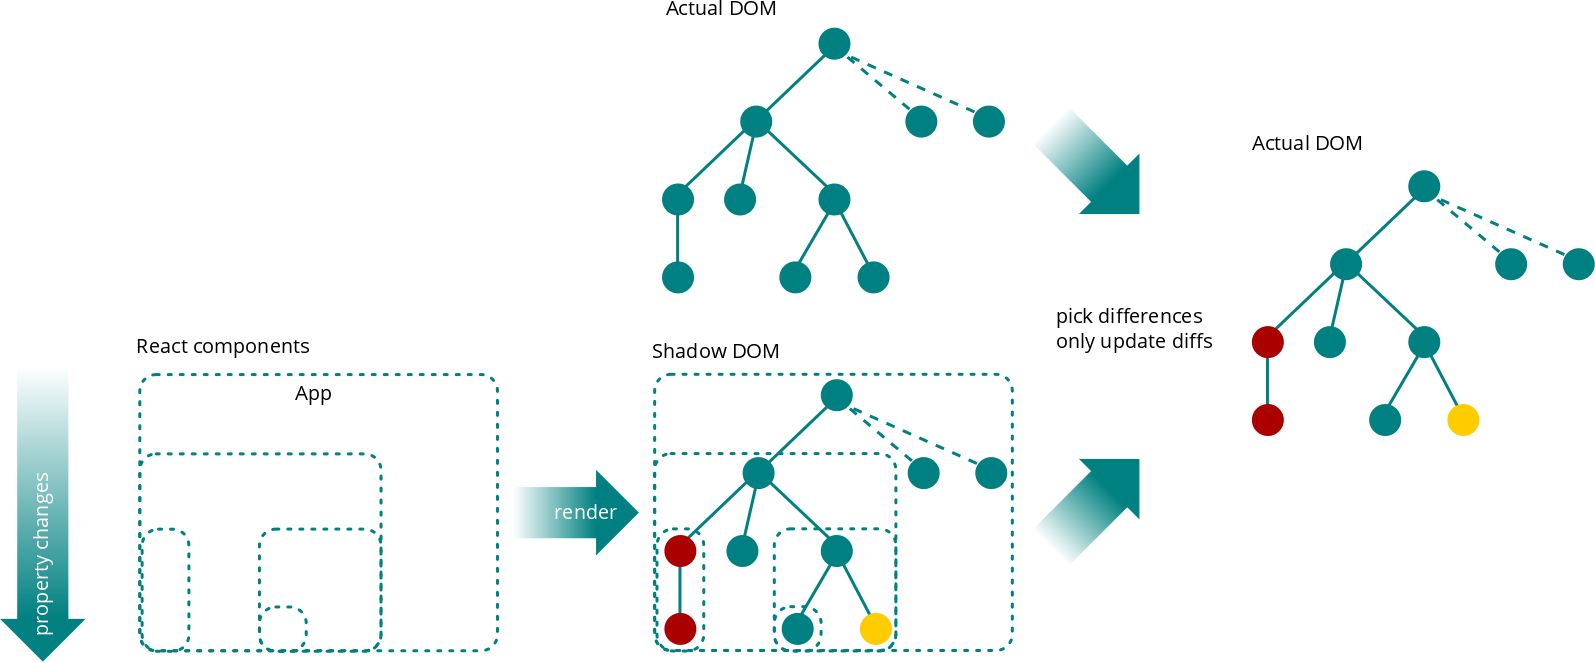 Actual DOM
Actual DOM
pick differences
only update diffs
React components
App
property changes
render
Shadow DOM